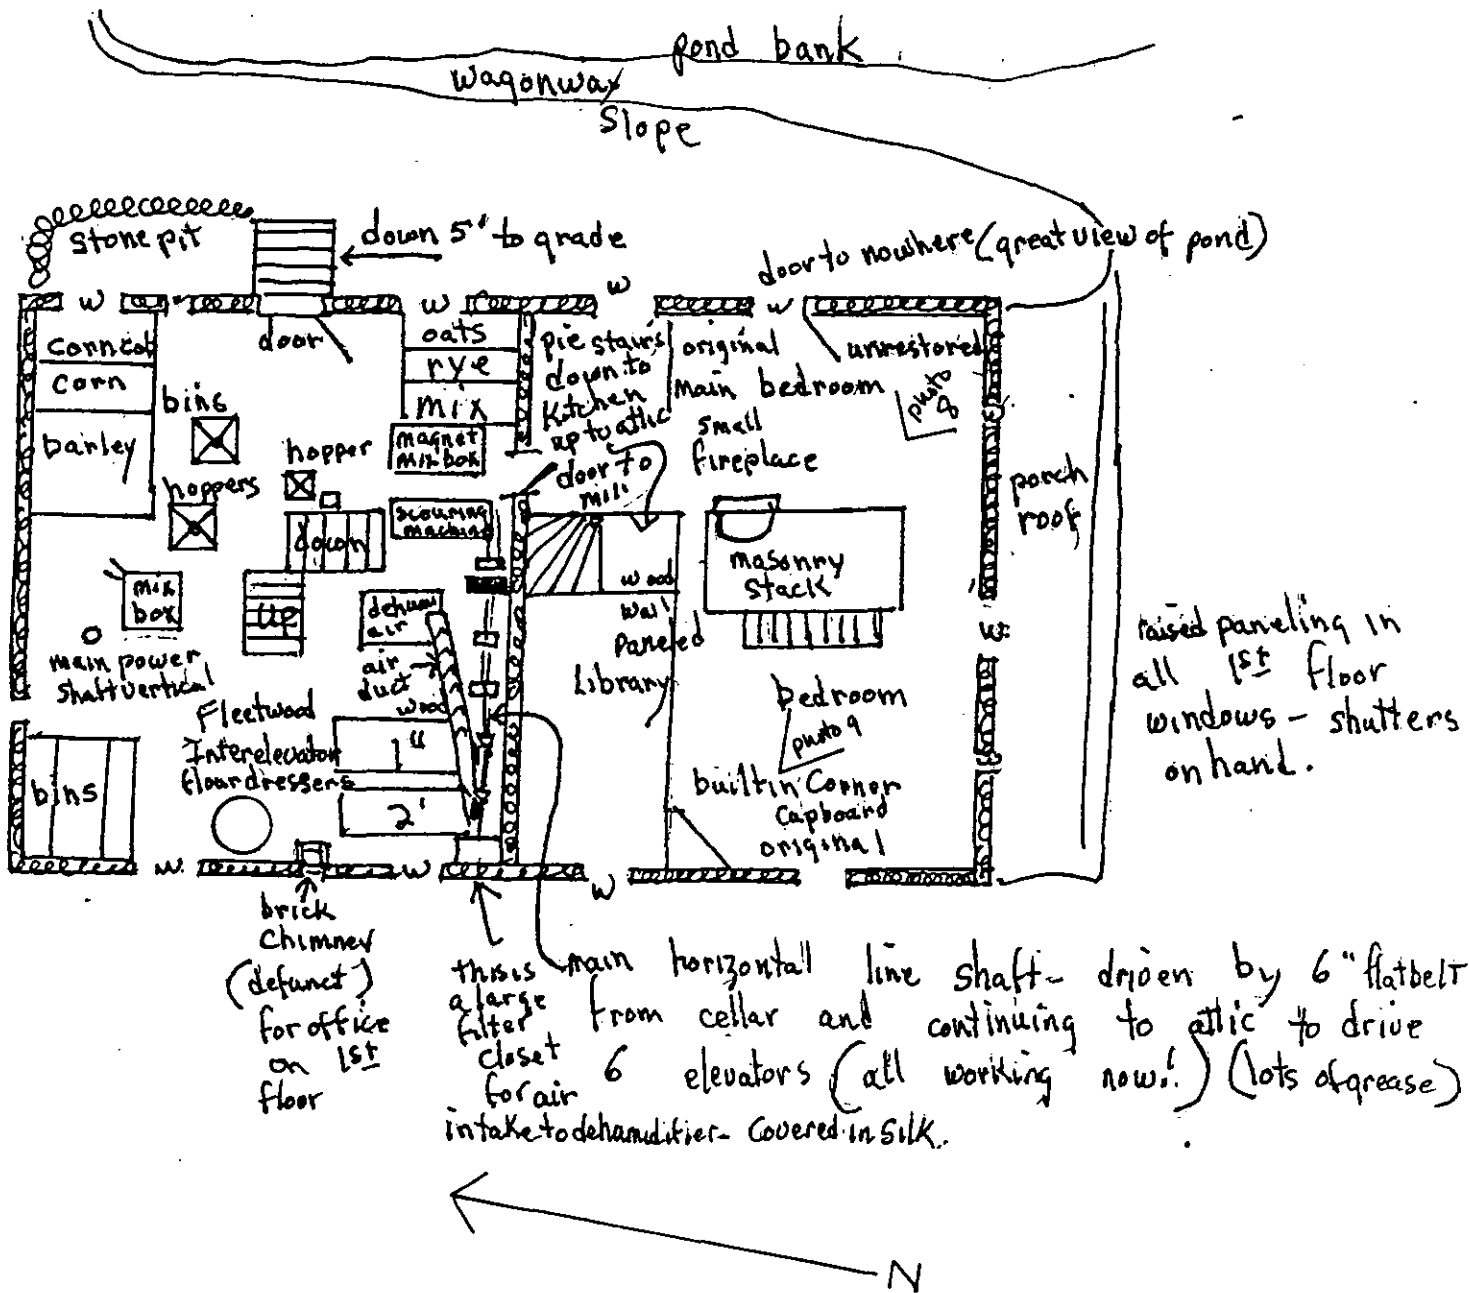 pond bank
wagonway
slope
stone pit
down 5' to grade
door to nowhere (great view of pond)
w
w
w
w
corncob
corn
barley
bins
hoppers
hopper
door
oats
rye
mix
magnet
mix box
scouring
machine
pie stairs
down to
kitchen
up to attic
door to
mill
original
main bedroom
unrestored
photo
8
small
fireplace
porch
roof
masonry
stack
down
up
mix
box
main power
shaft vertical
dehum
air
air
duct
wood
wood
wall
paneled
Library
bedroom
photo 9
w
raised paneling in
all 1st floor
windows - shutters
on hand.
Fleetwood
Interelevator
flour dressers
1"
2'
bins
built in Corner
Capboard
original
w
w
w
brick
chimney
(defunct)
for office
on 1st
floor
this is
a large
filter
closet
for air
intake to dehamudifier - Covered in Silk.
main horizontall line shaft - driven by 6" flatbelt
from cellar and continuing to attic to drive
6 elevators (all working now!) (lots of grease)
N